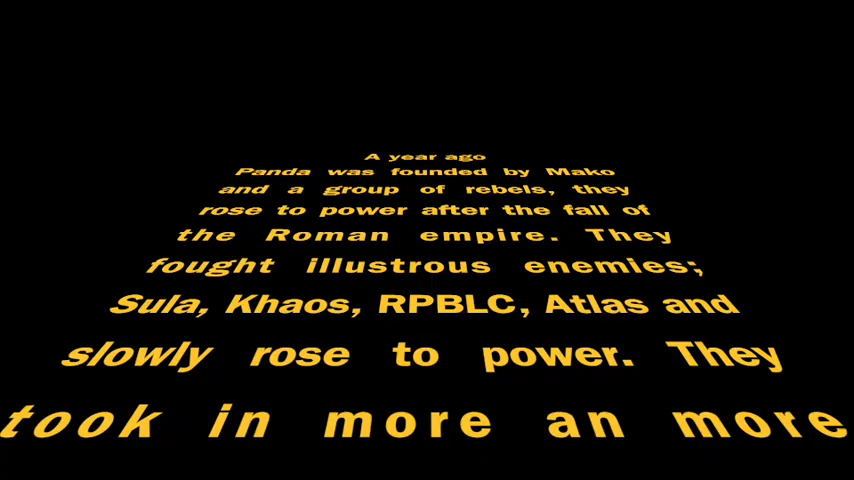 A year ago
Panda was founded by Mako
and a group of rebels, they
rose to power after the fall of
the Roman empire. They
fought illustrous enemies;
Sula, Khaos, RPBLC, Atlas and
slowly rose to power. They
took in more an more